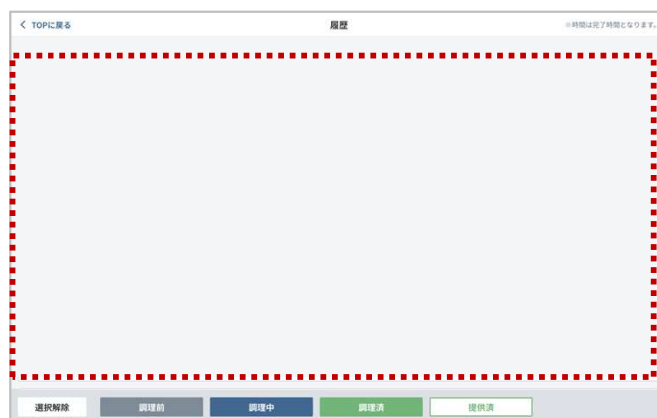 TOPに戻る
履歴
※時間は完了時間となります。
選択解除
調理前
調理中
調理済
提供済